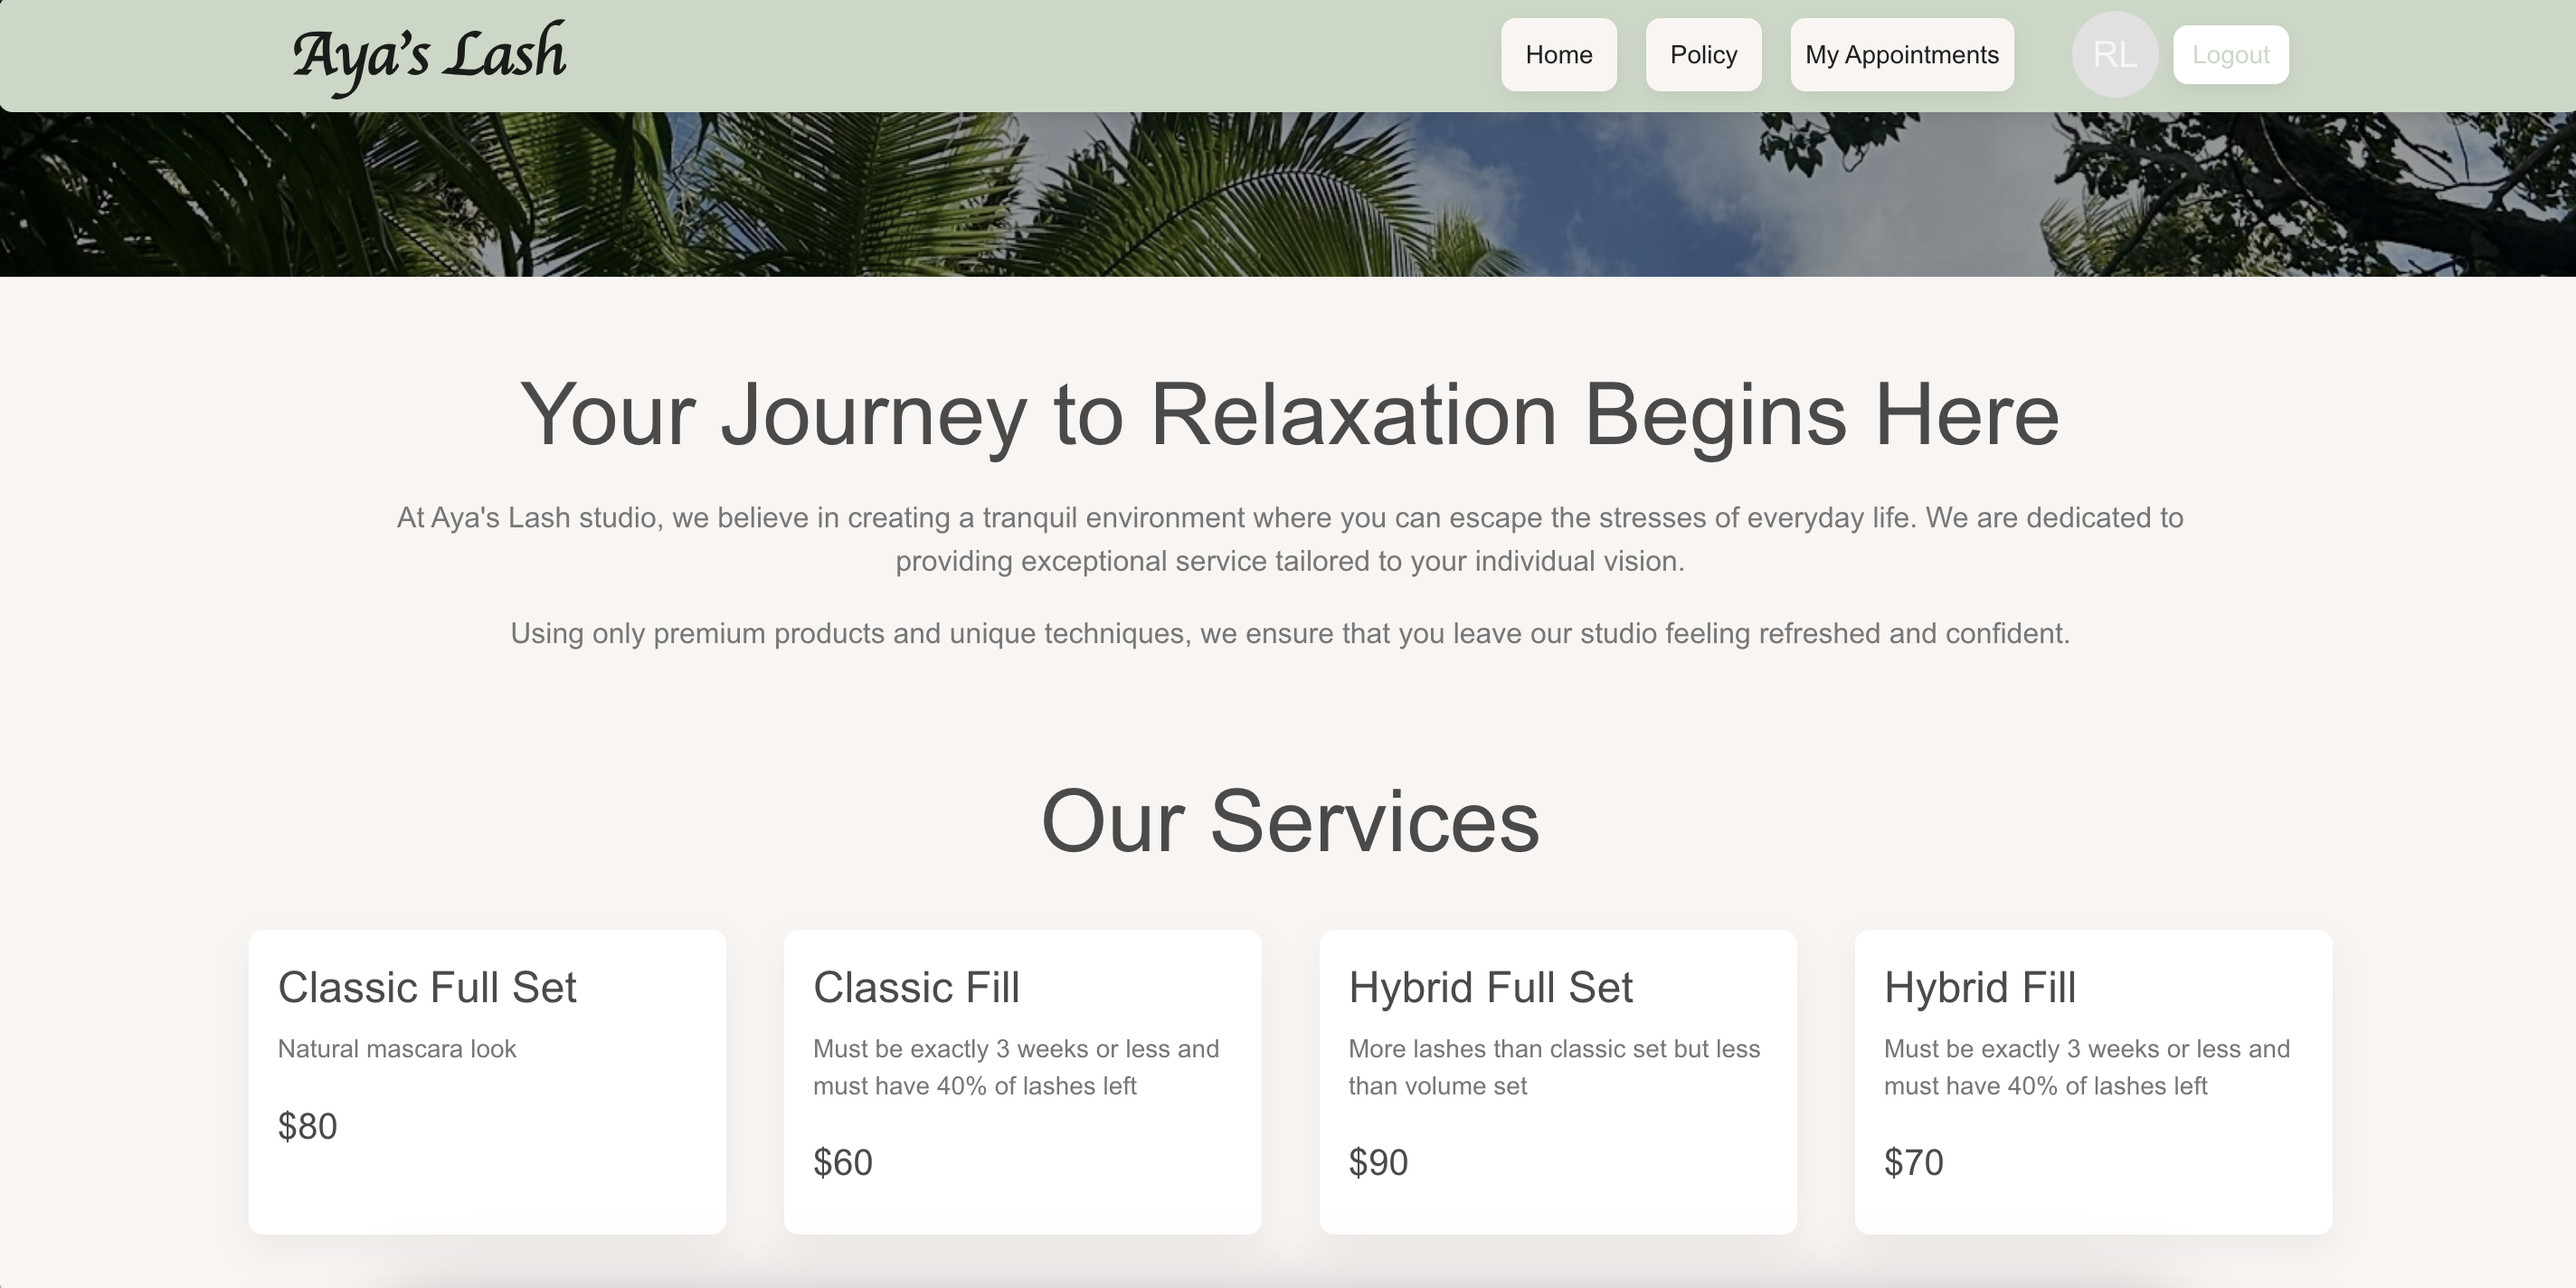 Aya's Lash
Home
Policy
My Appointments
RL
Logout
Your Journey to Relaxation Begins Here
At Aya's Lash studio, we believe in creating a tranquil environment where you can escape the stresses of everyday life. We are dedicated to
providing exceptional service tailored to your individual vision.
Using only premium products and unique techniques, we ensure that you leave our studio feeling refreshed and confident.
Our Services
Classic Full Set
Natural mascara look
$80
Classic Fill
Must be exactly 3 weeks or less and
must have 40% of lashes left
$60
Hybrid Full Set
More lashes than classic set but less
than volume set
$90
Hybrid Fill
Must be exactly 3 weeks or less and
must have 40% of lashes left
$70